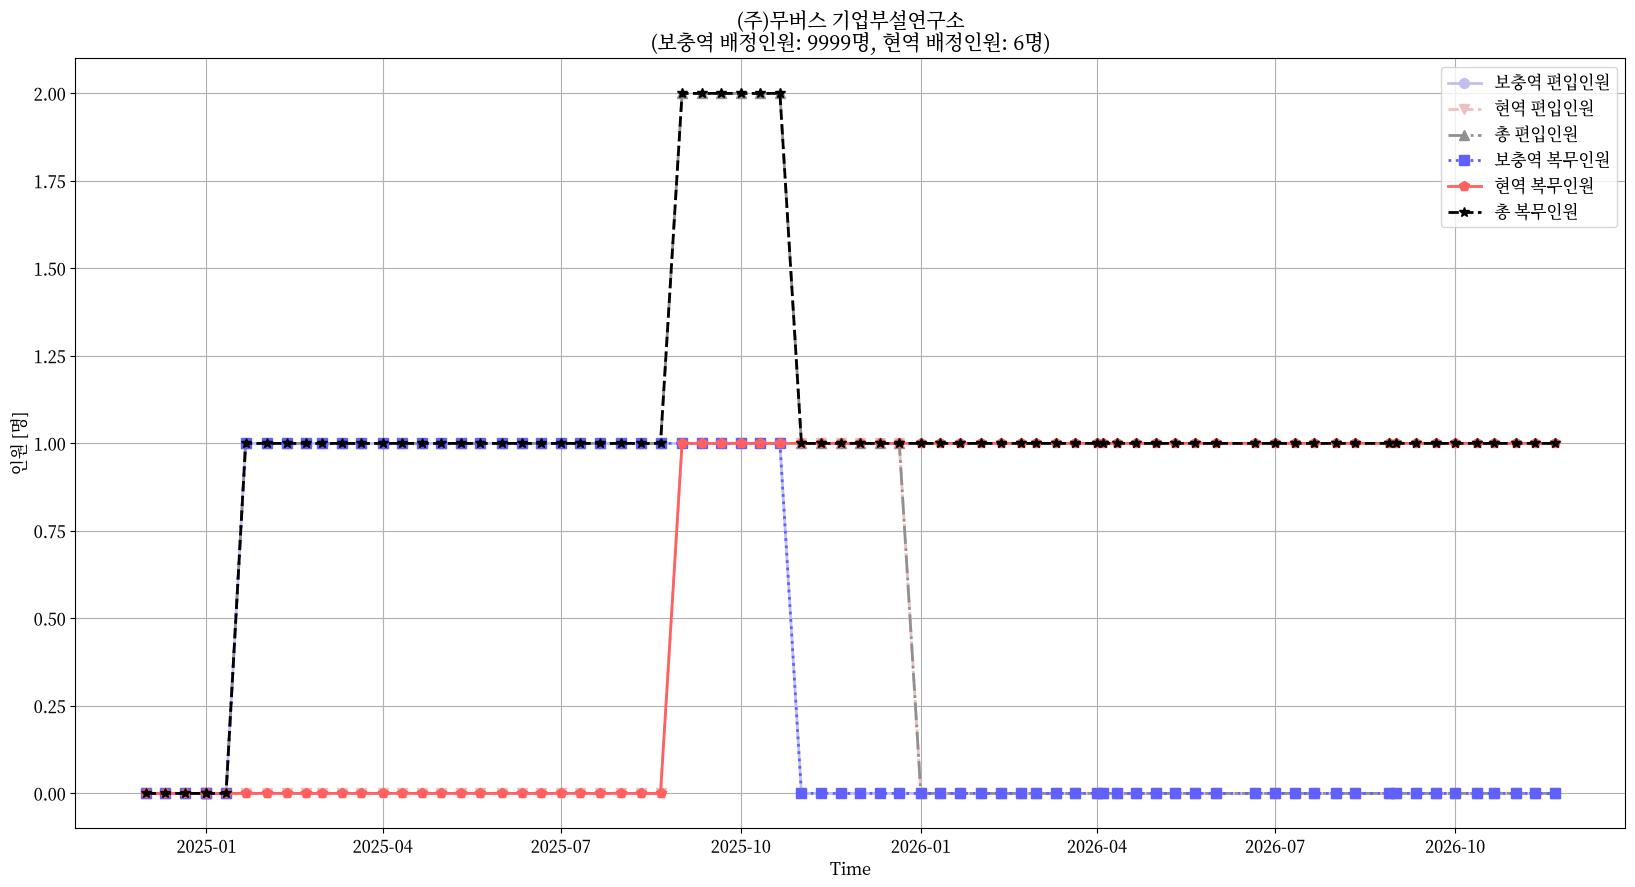 (주)무버스 기업부설연구소
(보충역 배정인원: 9999명, 현역 배정인원: 6명)
보충역 편입인원
현역 편입인원
총 편입인원
보충역 복무인원
현역 복무인원
총 복무인원
인원 [명]
2.00
1.75
1.50
1.25
1.00
0.75
0.50
0.25
0.00
2025-01
2025-04
2025-07
2025-10
2026-01
2026-04
2026-07
2026-10
Time